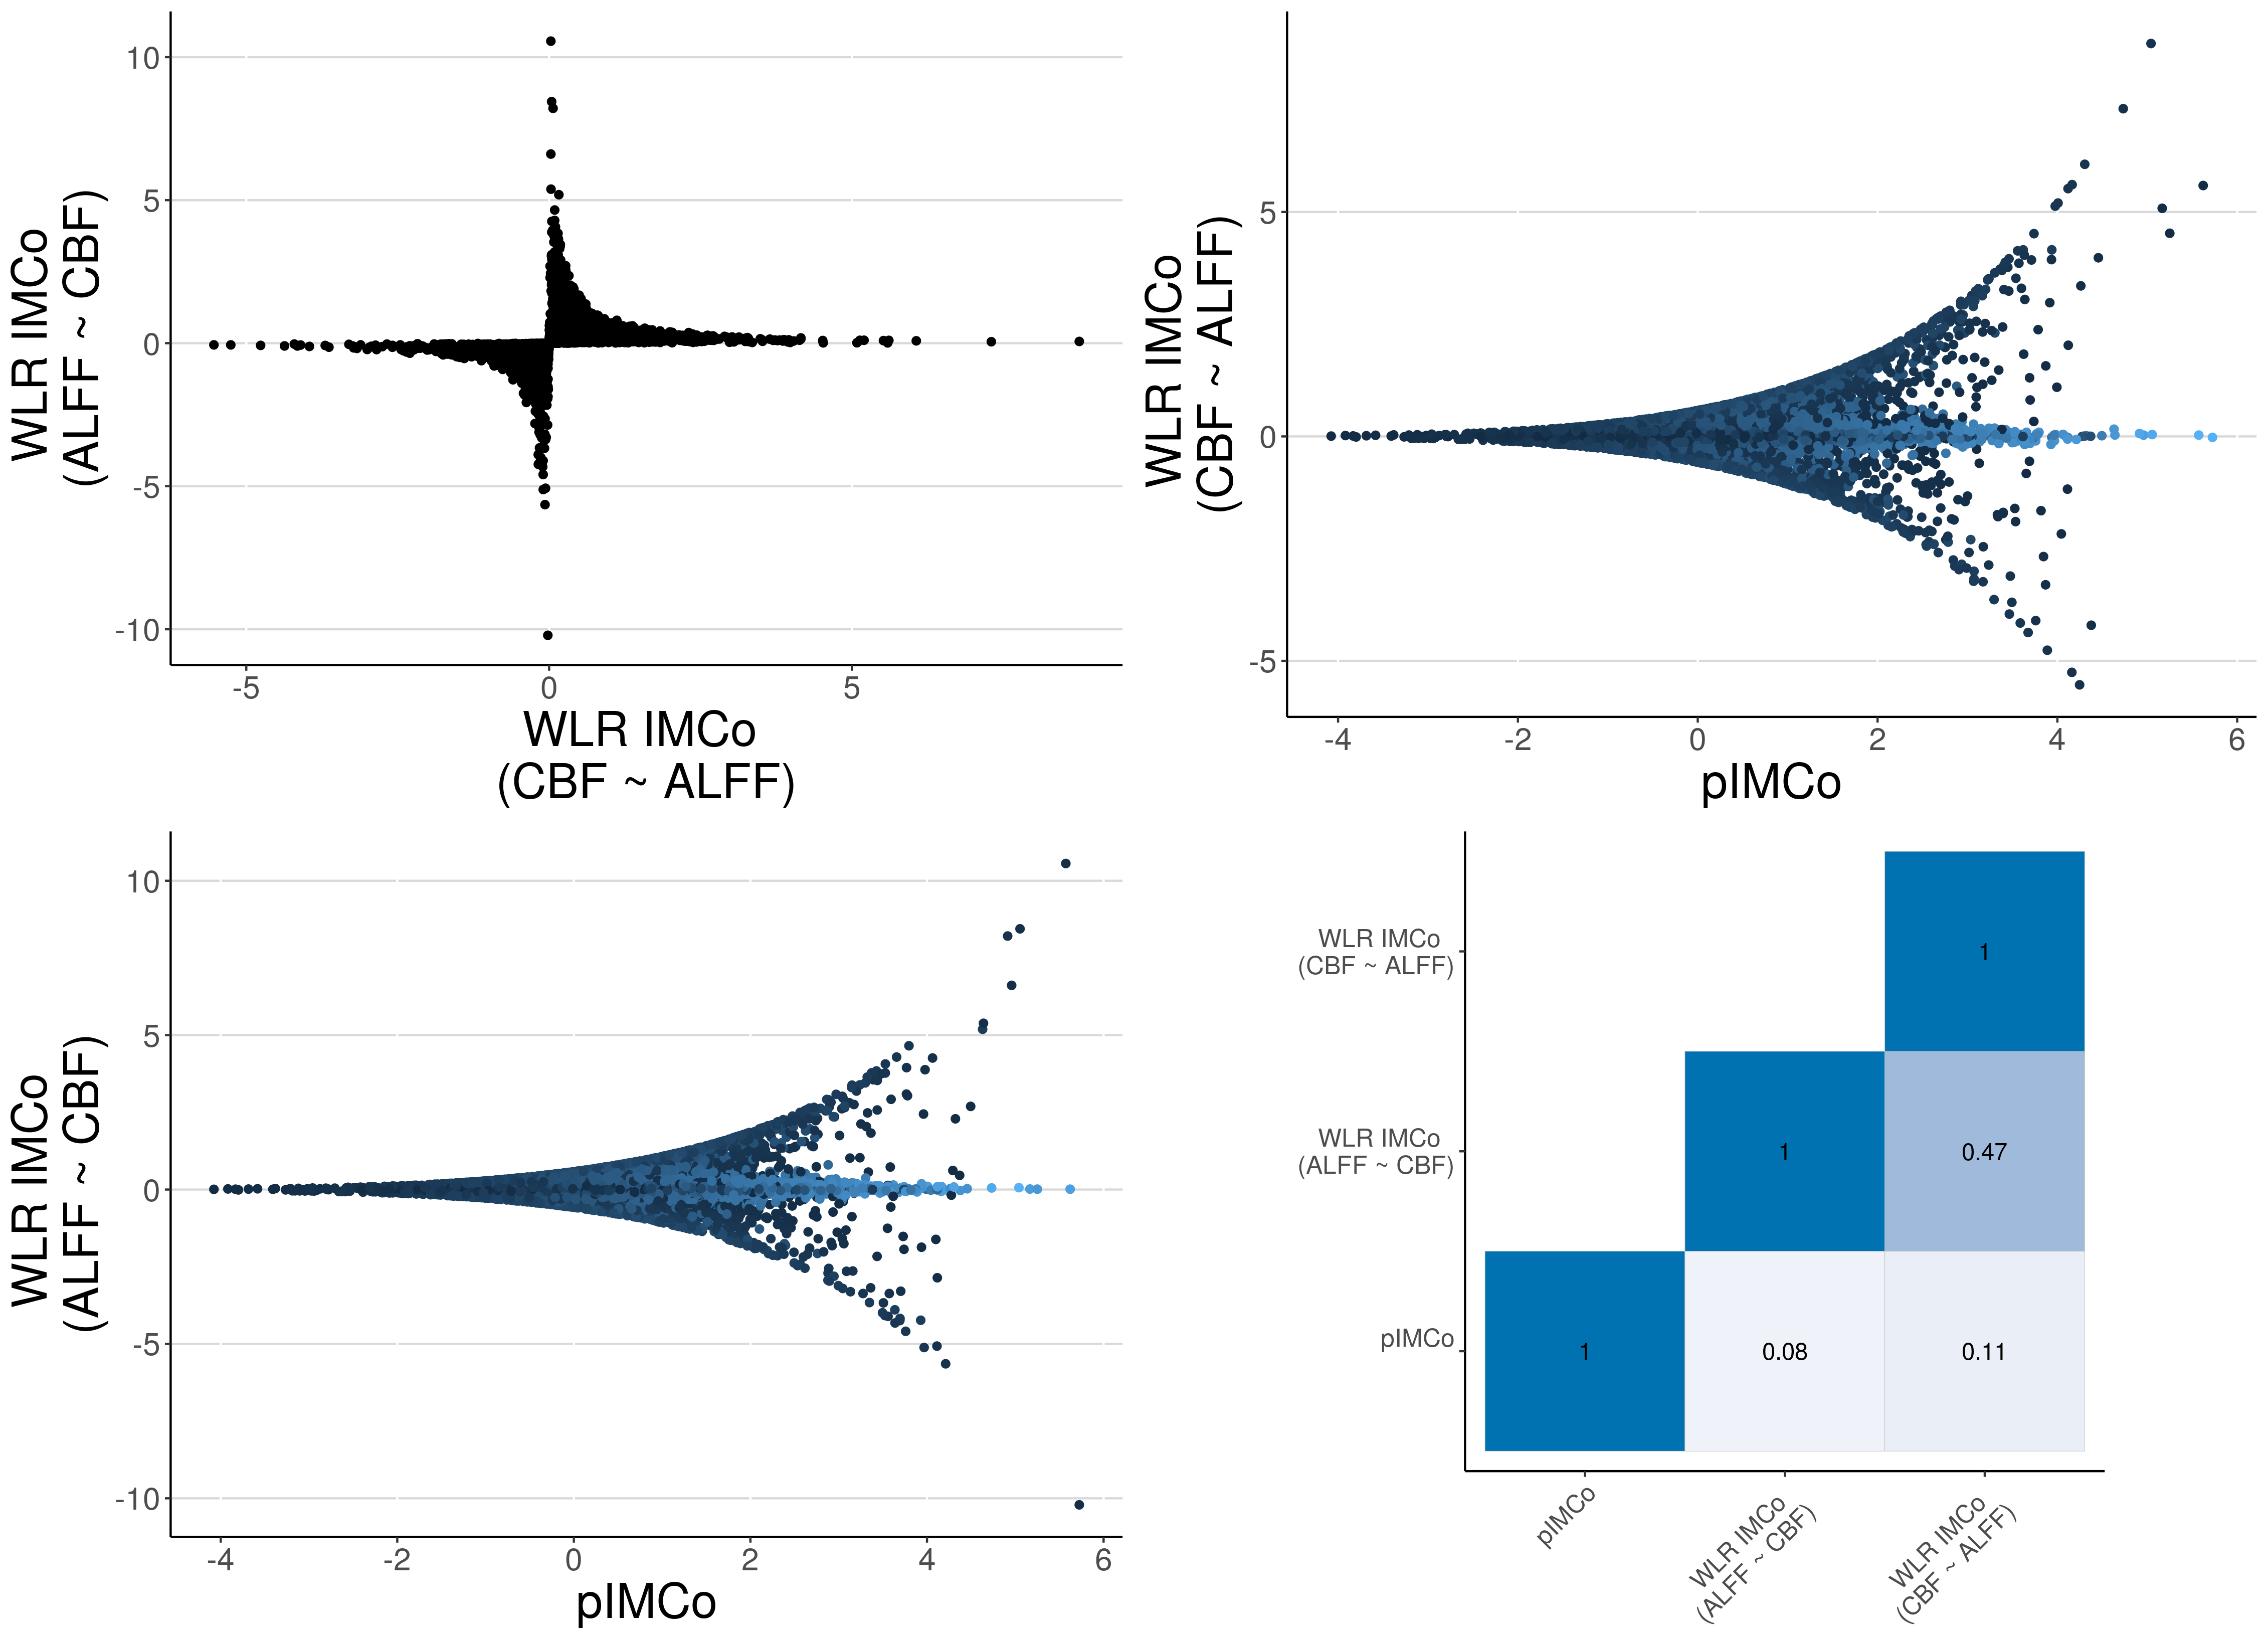 WLR IMCo
(ALFF ~ CBF)
10
5
0
-5
-10
-5
0
5
WLR IMCo
(CBF ~ ALFF)
WLR IMCo
(CBF ~ ALFF)
5
0
-5
-4
-2
0
2
4
6
pIMCo
WLR IMCo
(ALFF ~ CBF)
10
5
0
-5
-10
-4
-2
0
2
4
6
pIMCo
WLR IMCo
(CBF ~ ALFF)
1
WLR IMCo
(ALFF ~ CBF)
1
0.47
pIMCo
1
0.08
0.11
pIMCo
WLR IMCo
(ALFF ~ CBF)
WLR IMCo
(CBF ~ ALFF)